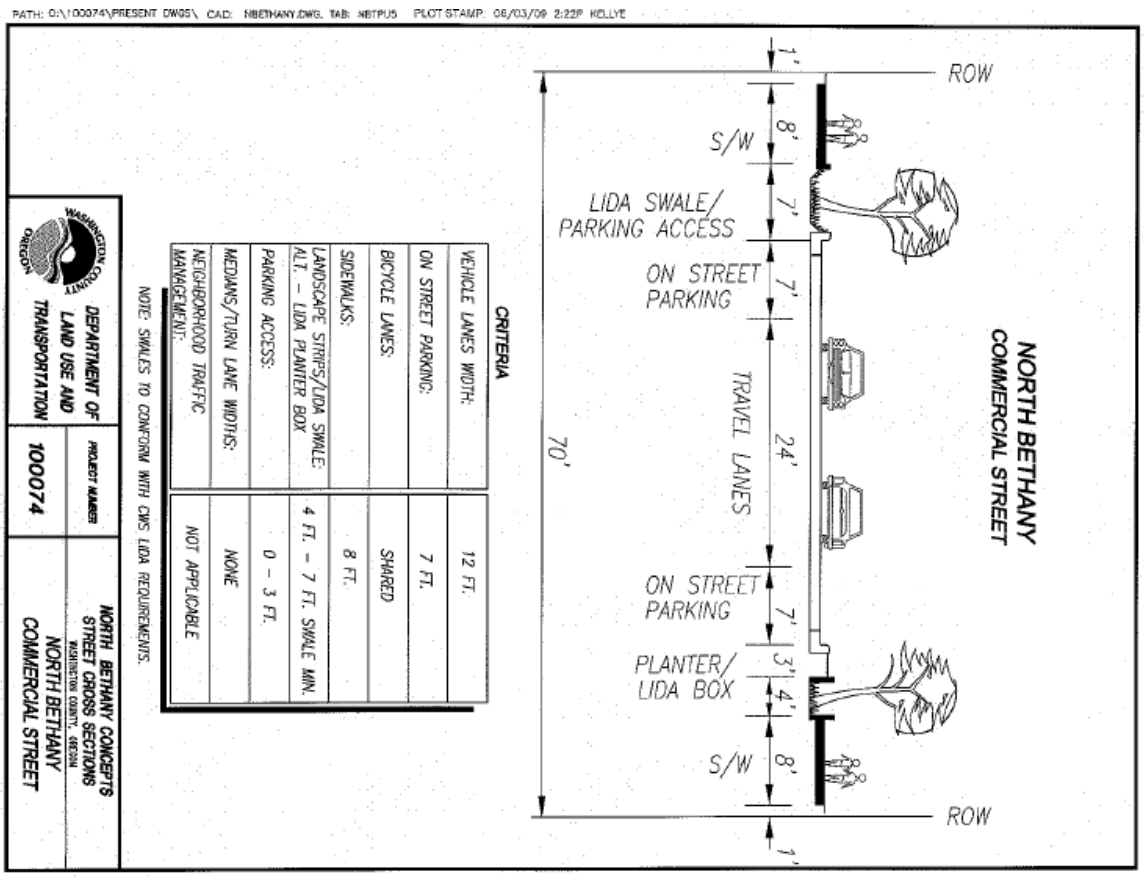 PATH: O:\100074\PRESENT DWGS\ CAD: NBETHANY.DWG. TAB: NBTPU5 PLOT STAMP: 06/03/09 2:22P KELLYE
NORTH BETHANY
COMMERCIAL STREET
ROW
1'
8'
S/W
7'
LIDA SWALE/
PARKING ACCESS
7'
ON STREET
PARKING
24'
TRAVEL LANES
7'
ON STREET
PARKING
3'
4'
PLANTER/
LIDA BOX
8'
S/W
1'
ROW
70'
CRITERIA
VEHICLE LANES WIDTH: 12 FT.
ON STREET PARKING: 7 FT.
BICYCLE LANES: SHARED
SIDEWALKS: 8 FT.
LANDSCAPE STRIPS/LIDA SWALE: 4 FT. - 7 FT. SWALE MIN.
ALT. - LIDA PLANTER BOX
PARKING ACCESS: 0 - 3 FT.
MEDIANS/TURN LANE WIDTHS: NONE
NEIGHBORHOOD TRAFFIC NOT APPLICABLE
MANAGEMENT:
NOTE: SWALES TO CONFORM WITH CWS LIDA REQUIREMENTS.
WASHINGTON COUNTY
OREGON
DEPARTMENT OF
LAND USE AND
TRANSPORTATION
PROJECT NUMBER
100074
NORTH BETHANY CONCEPTS
STREET CROSS SECTIONS
WASHINGTON COUNTY, OREGON
NORTH BETHANY
COMMERCIAL STREET